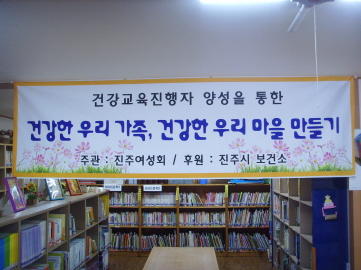 건강교육진행자 양성을 통한
건강한 우리 가족, 건강한 우리 마을 만들기
주관 : 진주여성회 / 후원 : 진주시 보건소